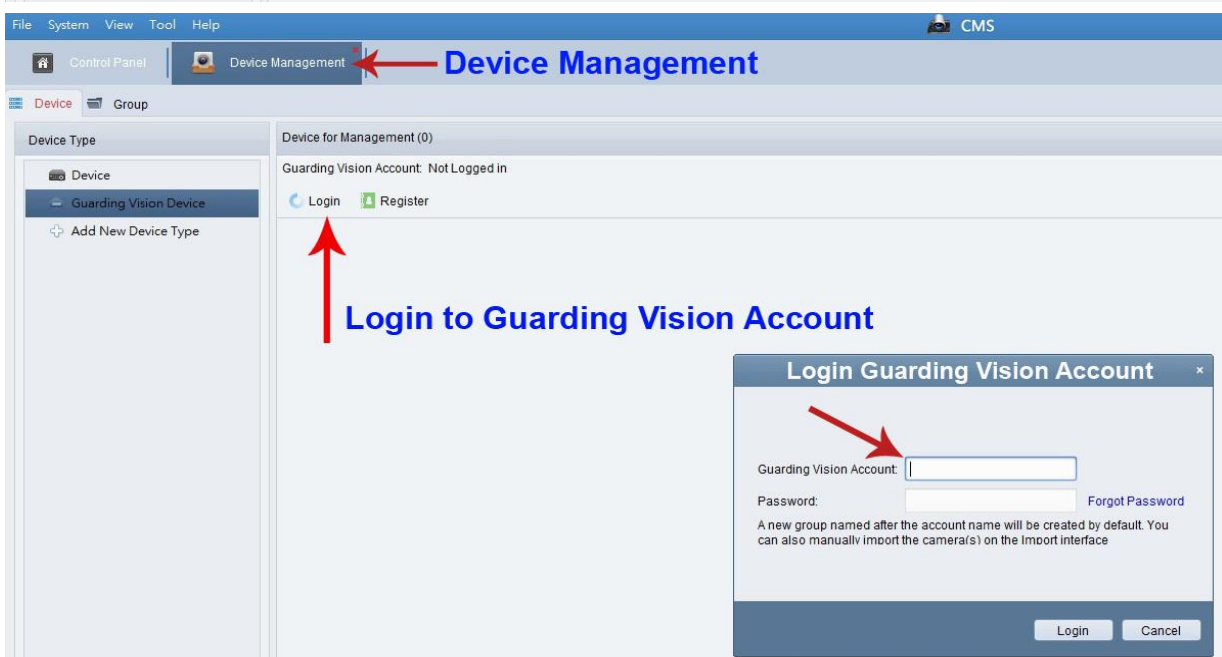 File System View Tool Help
CMS
Control Panel
Device Management
Device Management
Device
Group
Device Type
Device for Management (0)
Device
Guarding Vision Device
Add New Device Type
Guarding Vision Account: Not Logged in
Login
Register
Login to Guarding Vision Account
Login Guarding Vision Account
Guarding Vision Account:
Password:
Forgot Password
A new group named after the account name will be created by default. You
can also manually import the camera(s) on the Import interface
Login
Cancel